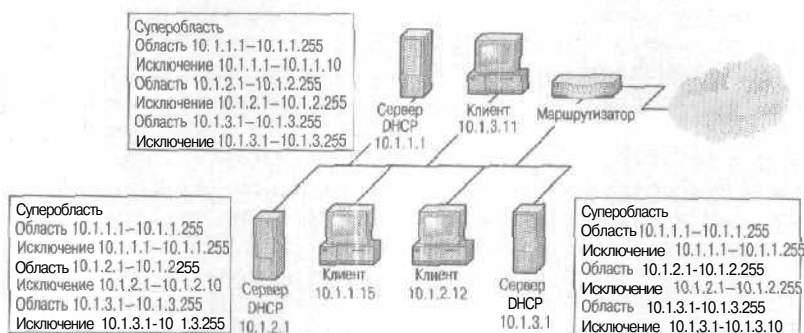 Суперобласть
Область 10.1.1.1–10.1.1.255
Исключение 10.1.1.1–10.1.1.10
Область 10.1.2.1–10.1.2.255
Исключение 10.1.2.1–10.1.2.255
Область 10.1.3.1–10.1.3.255
Исключение 10.1.3.1–10.1.3.255
Сервер
DHCP
10.1.1.1
Клиент
10.1.3.11
Маршрутизатор
Суперобласть
Область 10.1.1.1–10.1.1.255
Исключение 10.1.1.1–10.1.1.255
Область 10.1.2.1–10.1.2 255
Исключение 10.1.2.1–10.1.2.10
Область 10.1.3.1–10.1.3.255
Исключение 10.1.3.1-10 1.3.255
Сервер
DHCP
10.1.2.1
Клиент
10.1.1.15
Клиент
10.1.2.12
Сервер
DHCP
10.1.3.1
Суперобласть
Область 10.1.1.1–10.1.1.255
Исключение 10.1.1.1–10.1.1.255
Область 10.1.2.1-10.1.2.255
Исключение 10.1.2.1–10.1.2.255
Область 10.1.3.1-10.1.3.255
Исключение 10.1.3.1-10.1.3.10